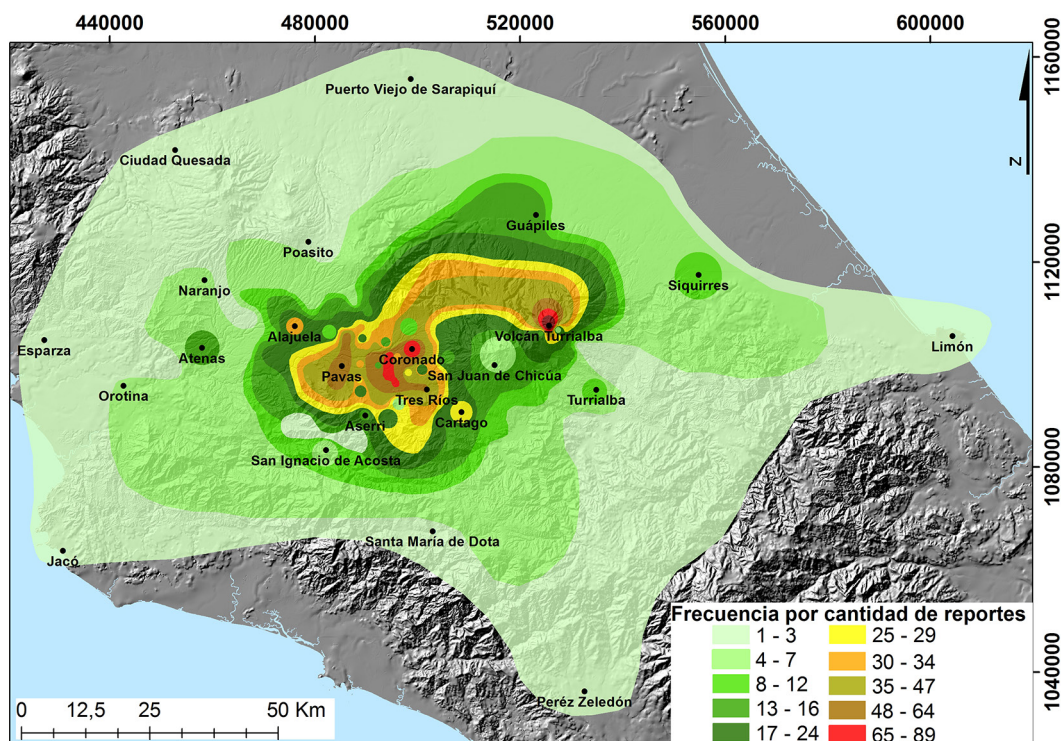 440000 480000 520000 560000 600000
1160000
Puerto Viejo de Sarapiquí
N
Ciudad Quesada
Guápiles
Poasito
1120000
Naranjo
Siquirres
Alajuela
Volcán Turrialba
Esparza
Atenas
Coronado
Limón
Pavas
San Juan de Chicúa
Orotina
Tres Ríos
Turrialba
Aserrí
Cartago
San Ignacio de Acosta
1080000
Santa María de Dota
Jacó
Peréz Zeledón
1040000
Frecuencia por cantidad de reportes
1 - 3
4 - 7
8 - 12
13 - 16
17 - 24
25 - 29
30 - 34
35 - 47
48 - 64
65 - 89
0 12,5 25 50 Km